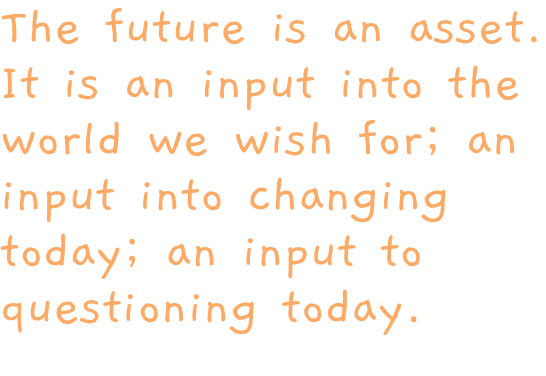 The future is an asset.
It is an input into the
world we wish for; an
input into changing
today; an input to
questioning today.